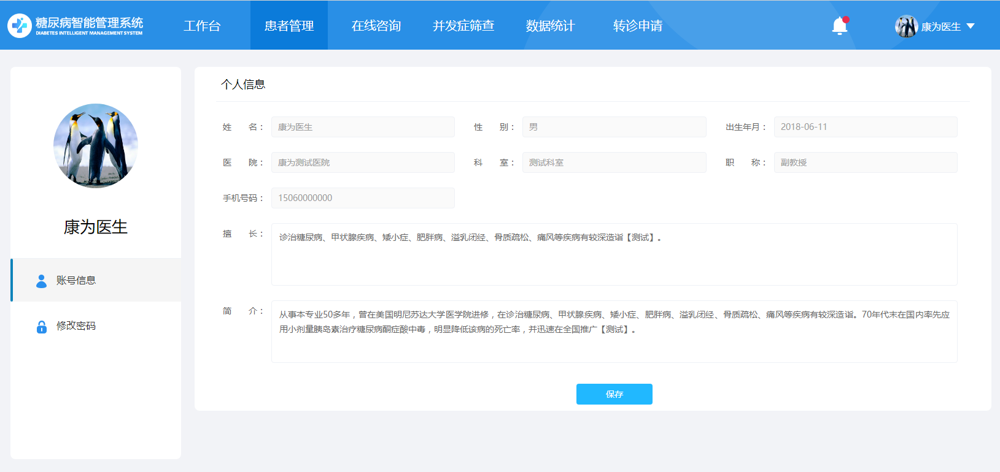 糖尿病智能管理系统
DIABETES INTELLIGENT MANAGEMENT SYSTEM
工作台 患者管理 在线咨询 并发症筛查 数据统计 转诊申请 康为医生
康为医生
账号信息
修改密码
个人信息
姓 名： 康为医生 性 别： 男 出生年月： 2018-06-11
医 院： 康为测试医院 科 室： 测试科室 职 称： 副教授
手机号码： 15060000000
擅 长： 诊治糖尿病、甲状腺疾病、矮小症、肥胖病、溢乳闭经、骨质疏松、痛风等疾病有较深造诣【测试】。
简 介： 从事本专业50多年，曾在美国明尼苏达大学医学院进修，在诊治糖尿病、甲状腺疾病、矮小症、肥胖病、溢乳闭经、骨质疏松、痛风等疾病有较深造诣。70年代末在国内率先应
用小剂量胰岛素治疗糖尿病酮症酸中毒，明显降低该病的死亡率，并迅速在全国推广【测试】。
保存